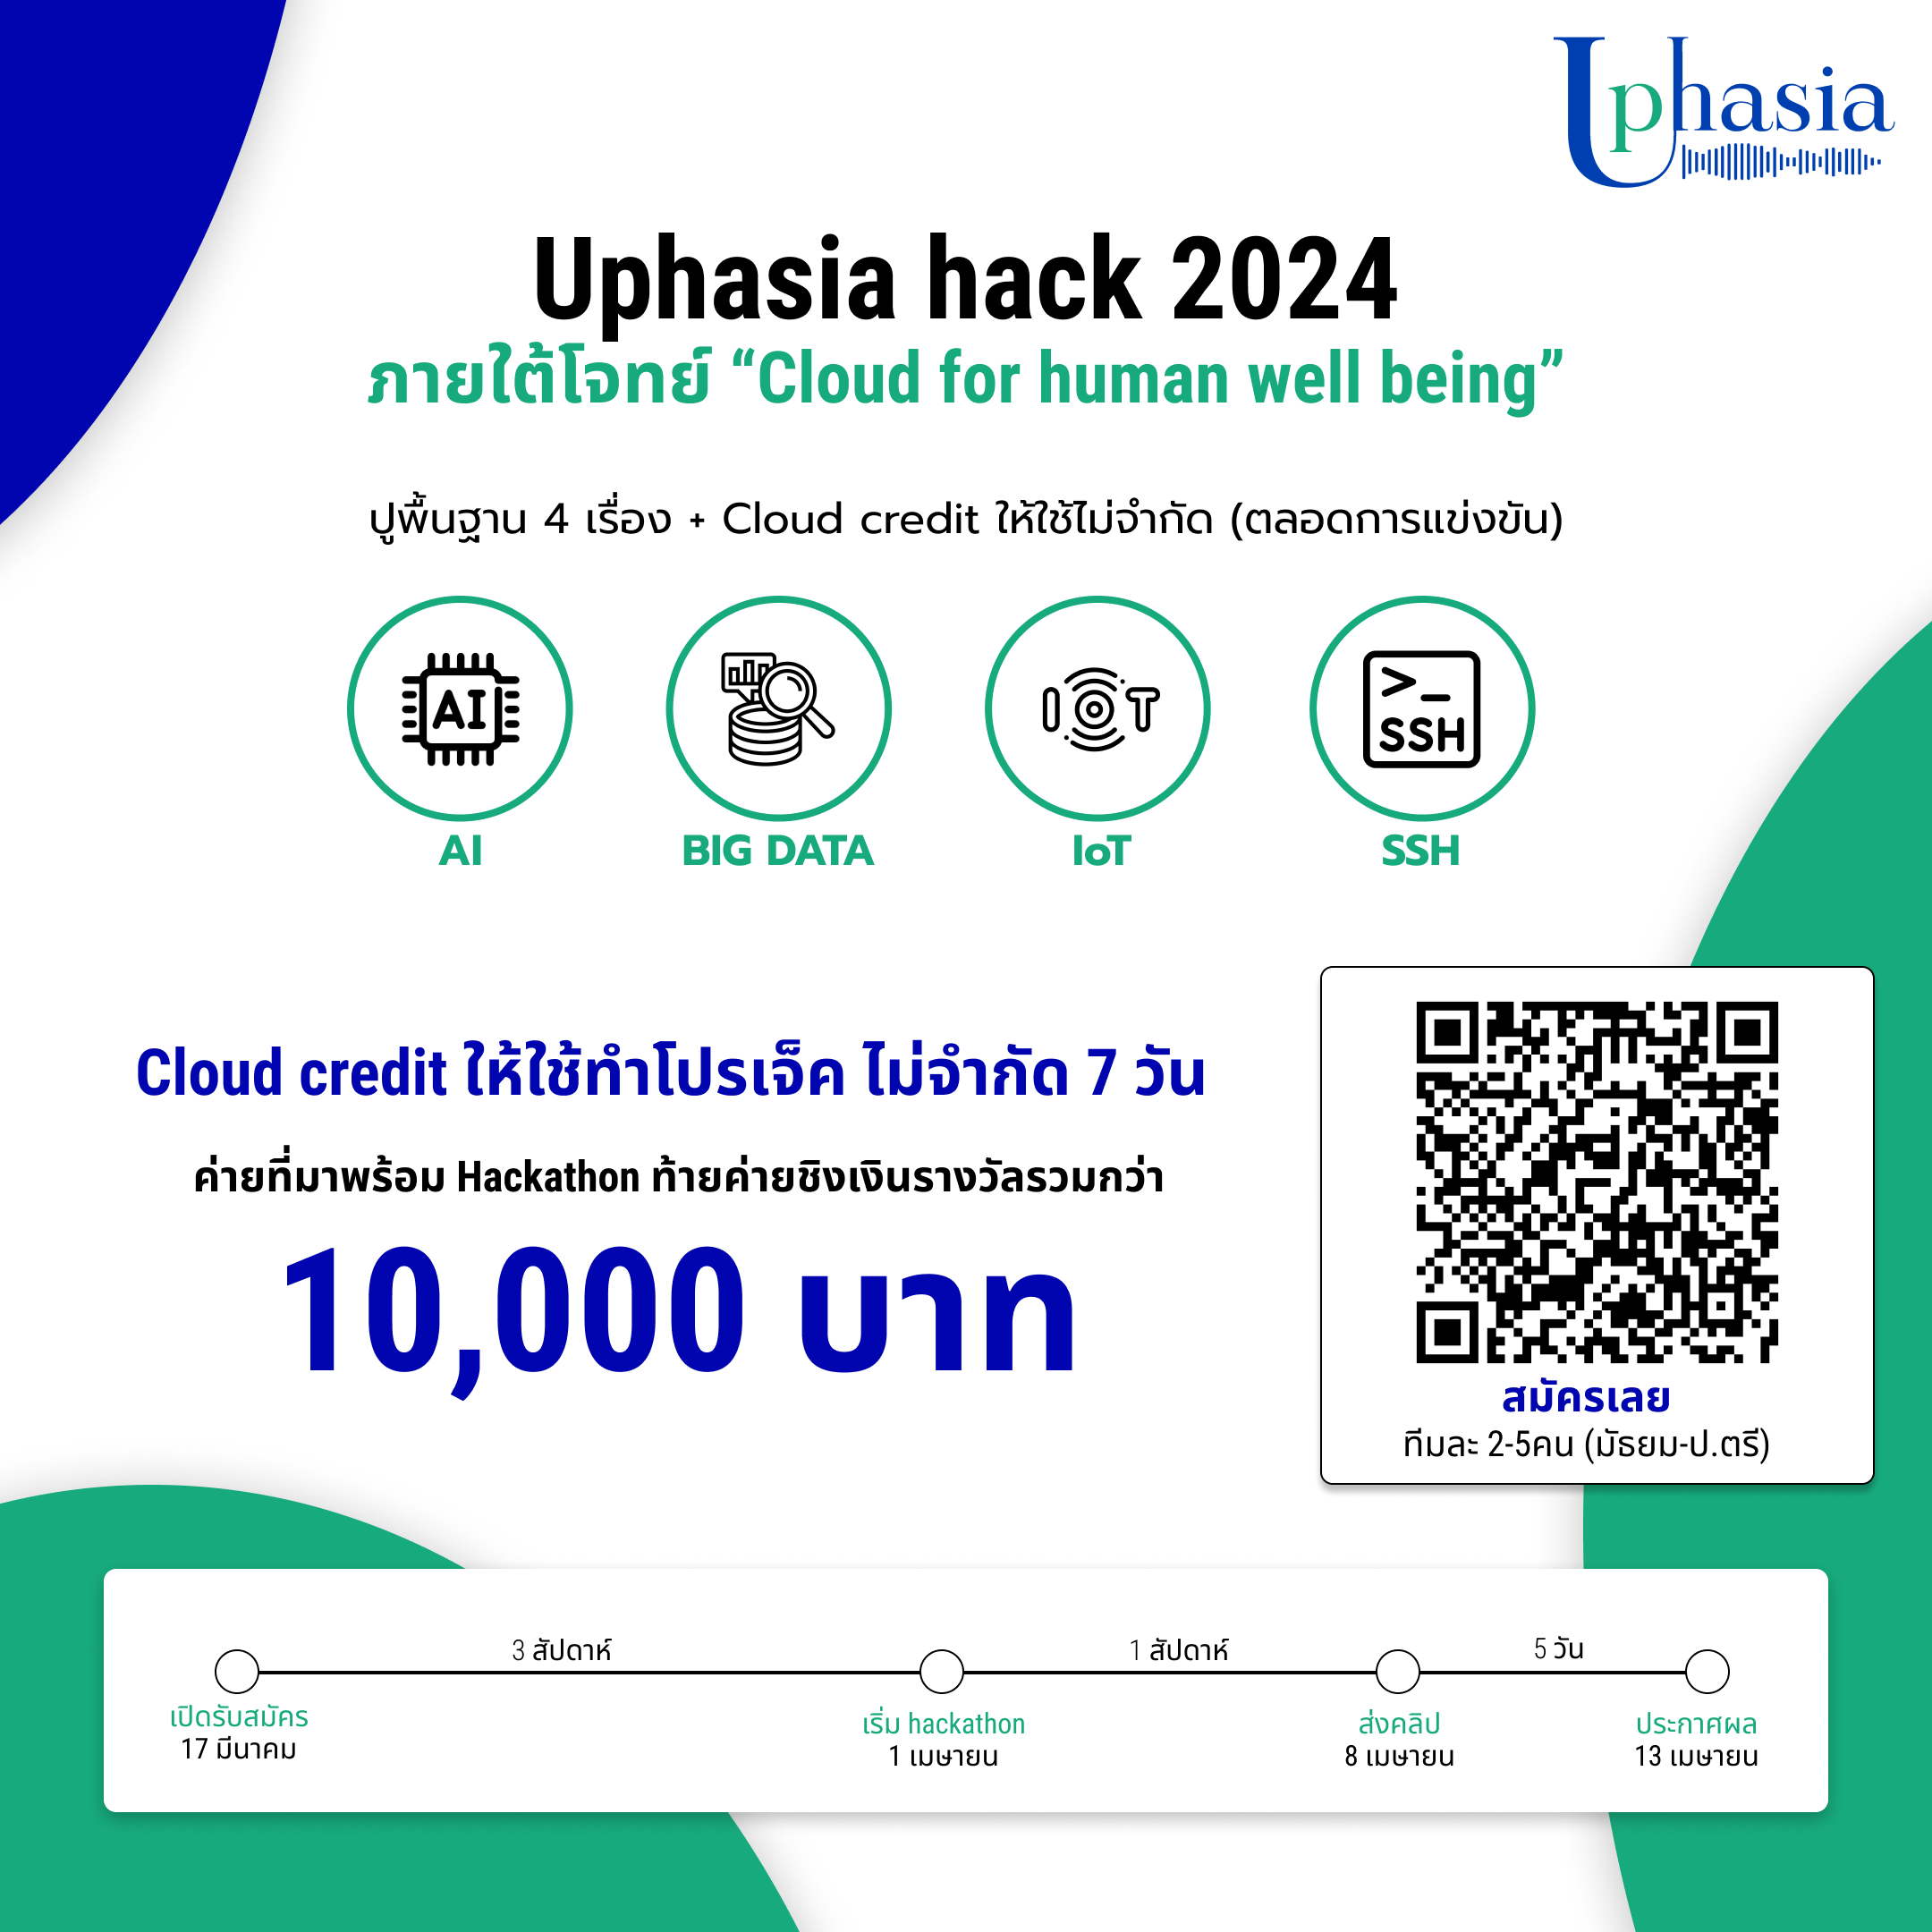 Uphasia
Uphasia hack 2024
ภายใต้โจทย์ “Cloud for human well being”
ปูพื้นฐาน 4 เรื่อง + Cloud credit ให้ใช้ไม่จำกัด (ตลอดการแข่งขัน)
AI
IOT
>_
SSH
AI
BIG DATA
IoT
SSH
Cloud credit ให้ใช้ทำโปรเจ็ค ไม่จำกัด 7 วัน
ค่ายที่มาพร้อม Hackathon ท้ายค่ายชิงเงินรางวัลรวมกว่า
10,000 บาท
สมัครเลย
ทีมละ 2-5คน (มัธยม-ป.ตรี)
3 สัปดาห์
1 สัปดาห์
5 วัน
เปิดรับสมัคร
17 มีนาคม
เริ่ม hackathon
1 เมษายน
ส่งคลิป
8 เมษายน
ประกาศผล
13 เมษายน